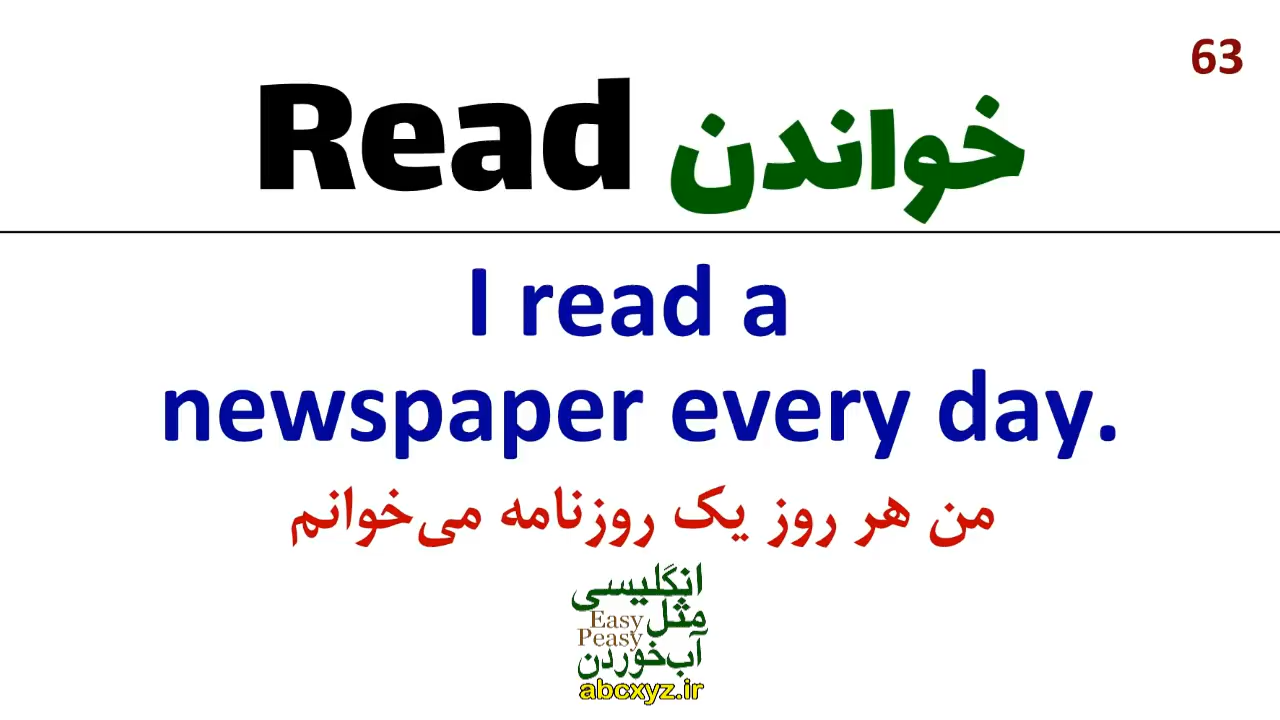 63
Read خواندن
I read a
newspaper every day.
من هر روز یک روزنامه می‌خوانم
انگلیسی
مثل Easy
Peasy
آب‌خوردن
abcxyz.ir